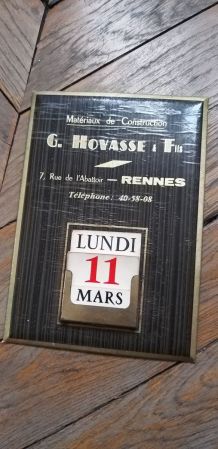 Matériaux de Construction
G. HOVASSE & Fils
7, Rue de l'Abattoir — RENNES
Téléphone: 40-58-08
LUNDI
11
MARS